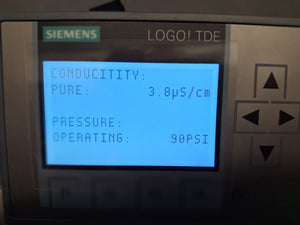 SIEMENS
LOGO! TDE
CONDUCITITY:
PURE: 3.8µS/cm
PRESSURE:
OPERATING: 90PSI